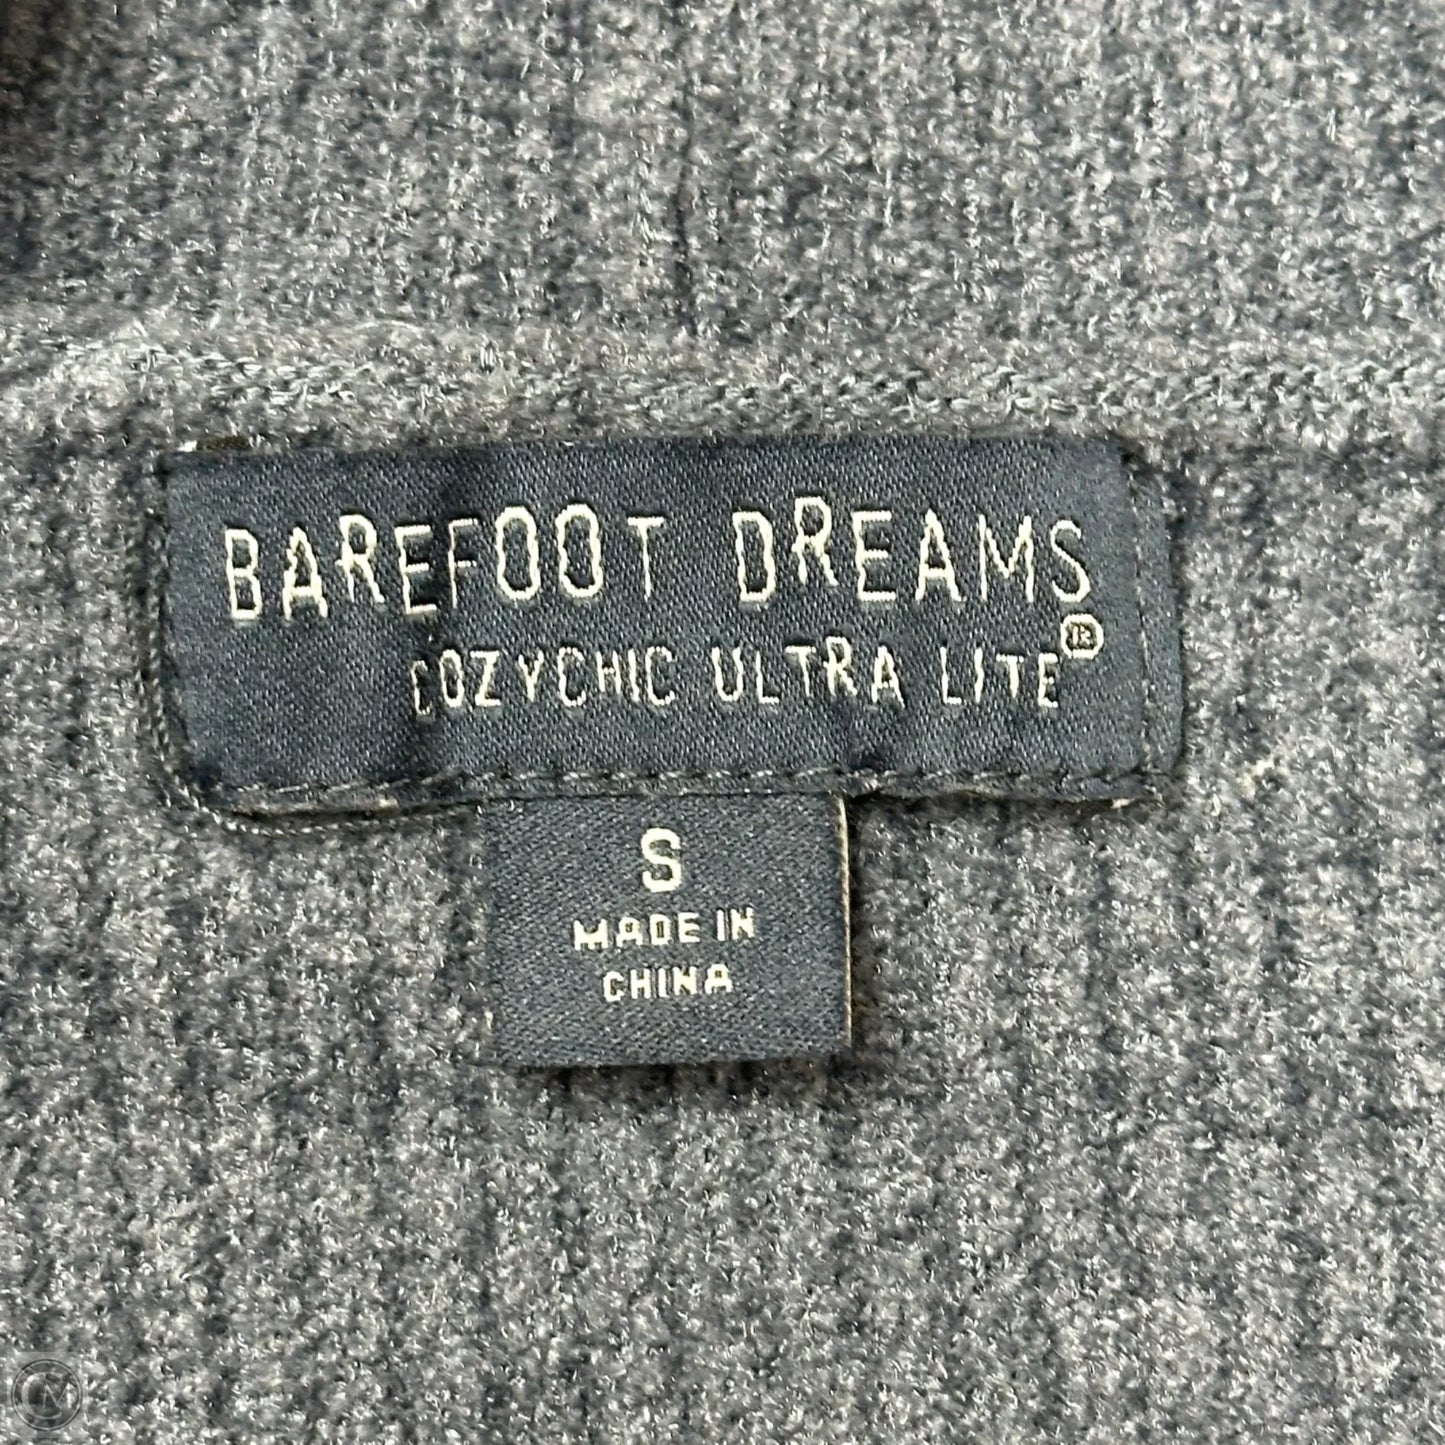 BAREFOOT DREAMS
COZYCHIC ULTRA LITE®
S
MADE IN
CHINA